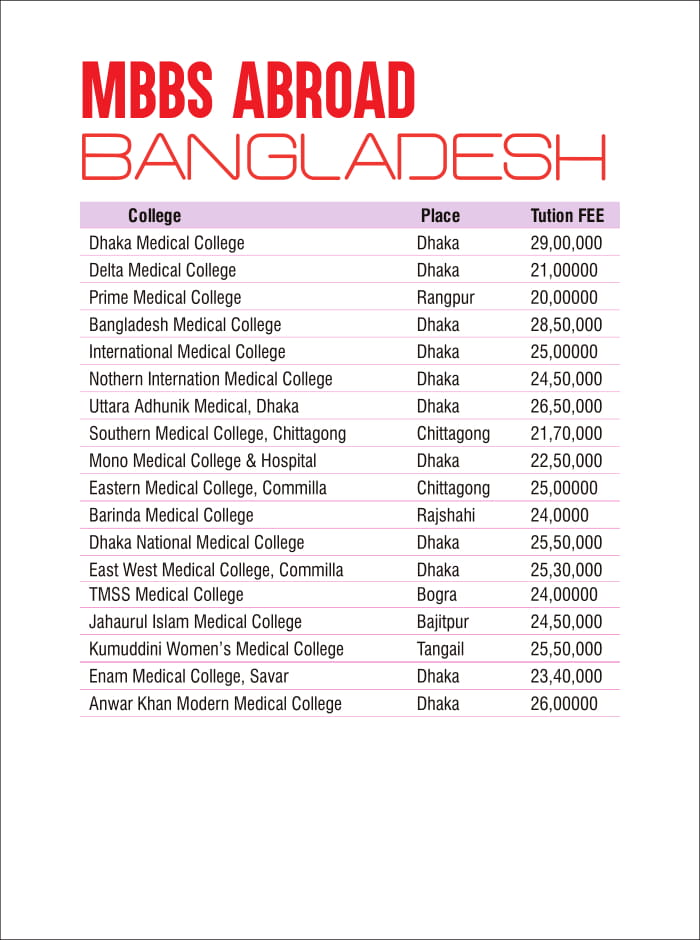 MBBS ABROAD
BANGLADESH
College Place Tution FEE
Dhaka Medical College Dhaka 29,00,000
Delta Medical College Dhaka 21,00000
Prime Medical College Rangpur 20,00000
Bangladesh Medical College Dhaka 28,50,000
International Medical College Dhaka 25,00000
Nothern Internation Medical College Dhaka 24,50,000
Uttara Adhunik Medical, Dhaka Dhaka 26,50,000
Southern Medical College, Chittagong Chittagong 21,70,000
Mono Medical College & Hospital Dhaka 22,50,000
Eastern Medical College, Commilla Chittagong 25,00000
Barinda Medical College Rajshahi 24,0000
Dhaka National Medical College Dhaka 25,50,000
East West Medical College, Commilla Dhaka 25,30,000
TMSS Medical College Bogra 24,00000
Jahaurul Islam Medical College Bajitpur 24,50,000
Kumuddini Women’s Medical College Tangail 25,50,000
Enam Medical College, Savar Dhaka 23,40,000
Anwar Khan Modern Medical College Dhaka 26,00000